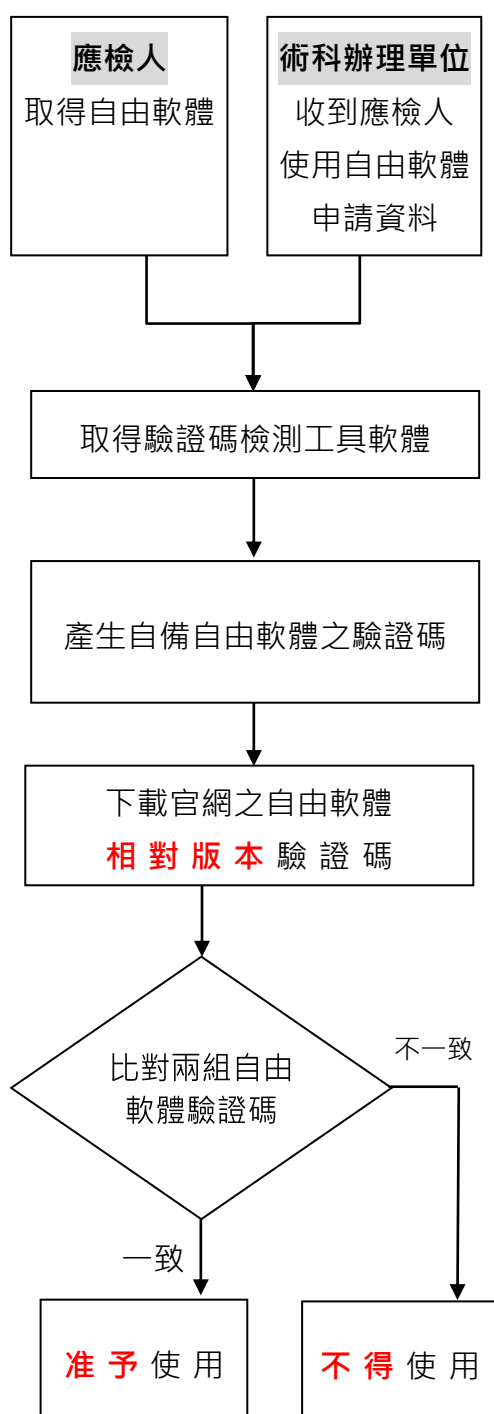 應檢人
取得自由軟體
術科辦理單位
收到應檢人
使用自由軟體
申請資料
取得驗證碼檢測工具軟體
產生自備自由軟體之驗證碼
下載官網之自由軟體
相對版本驗證碼
比對兩組自由
軟體驗證碼
不一致
一致
准予使用
不得使用